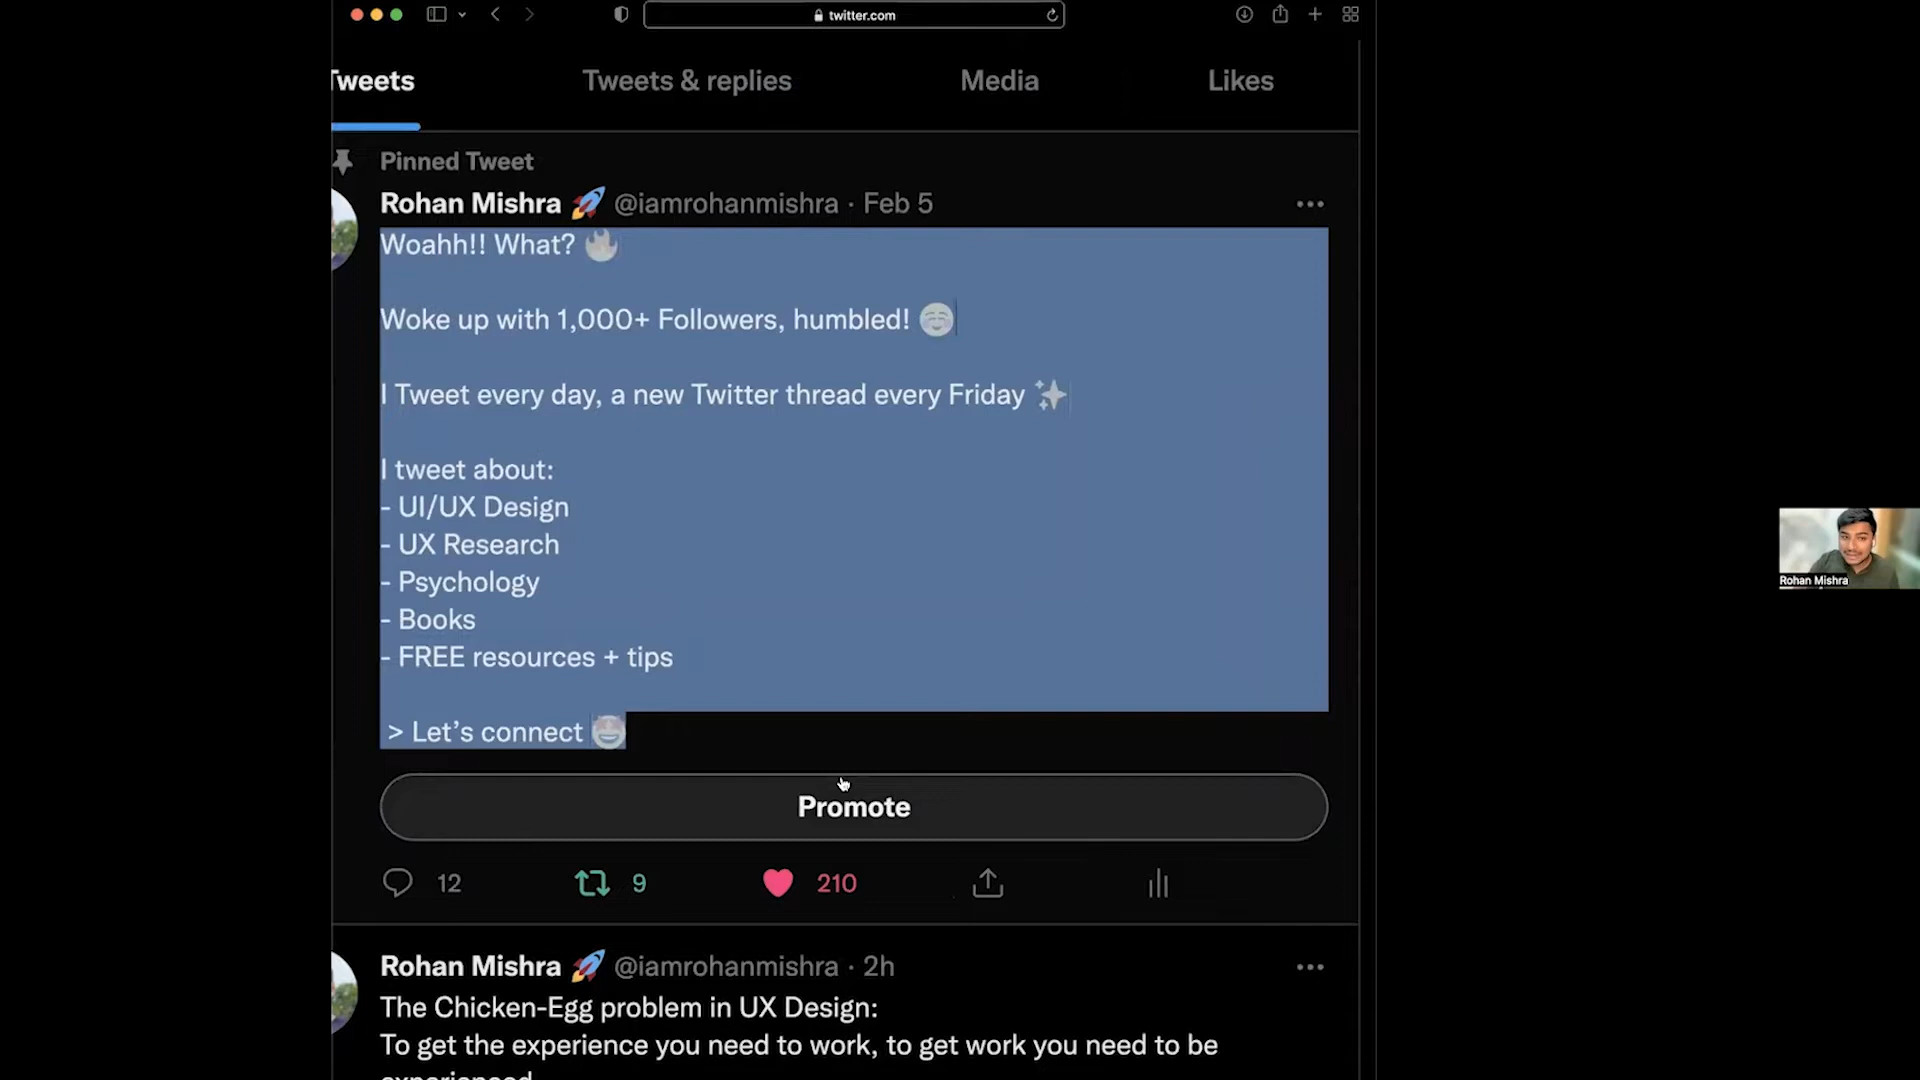 twitter.com
Tweets Tweets & replies Media Likes
Pinned Tweet
Rohan Mishra 🚀 @iamrohanmishra · Feb 5
Woahh!! What? 🔥
Woke up with 1,000+ Followers, humbled! 😊
I Tweet every day, a new Twitter thread every Friday ✨
I tweet about:
- UI/UX Design
- UX Research
- Psychology
- Books
- FREE resources + tips
> Let's connect 🤩
Promote
12 9 210
Rohan Mishra 🚀 @iamrohanmishra · 2h
The Chicken-Egg problem in UX Design:
To get the experience you need to work, to get work you need to be
experienced
Rohan Mishra